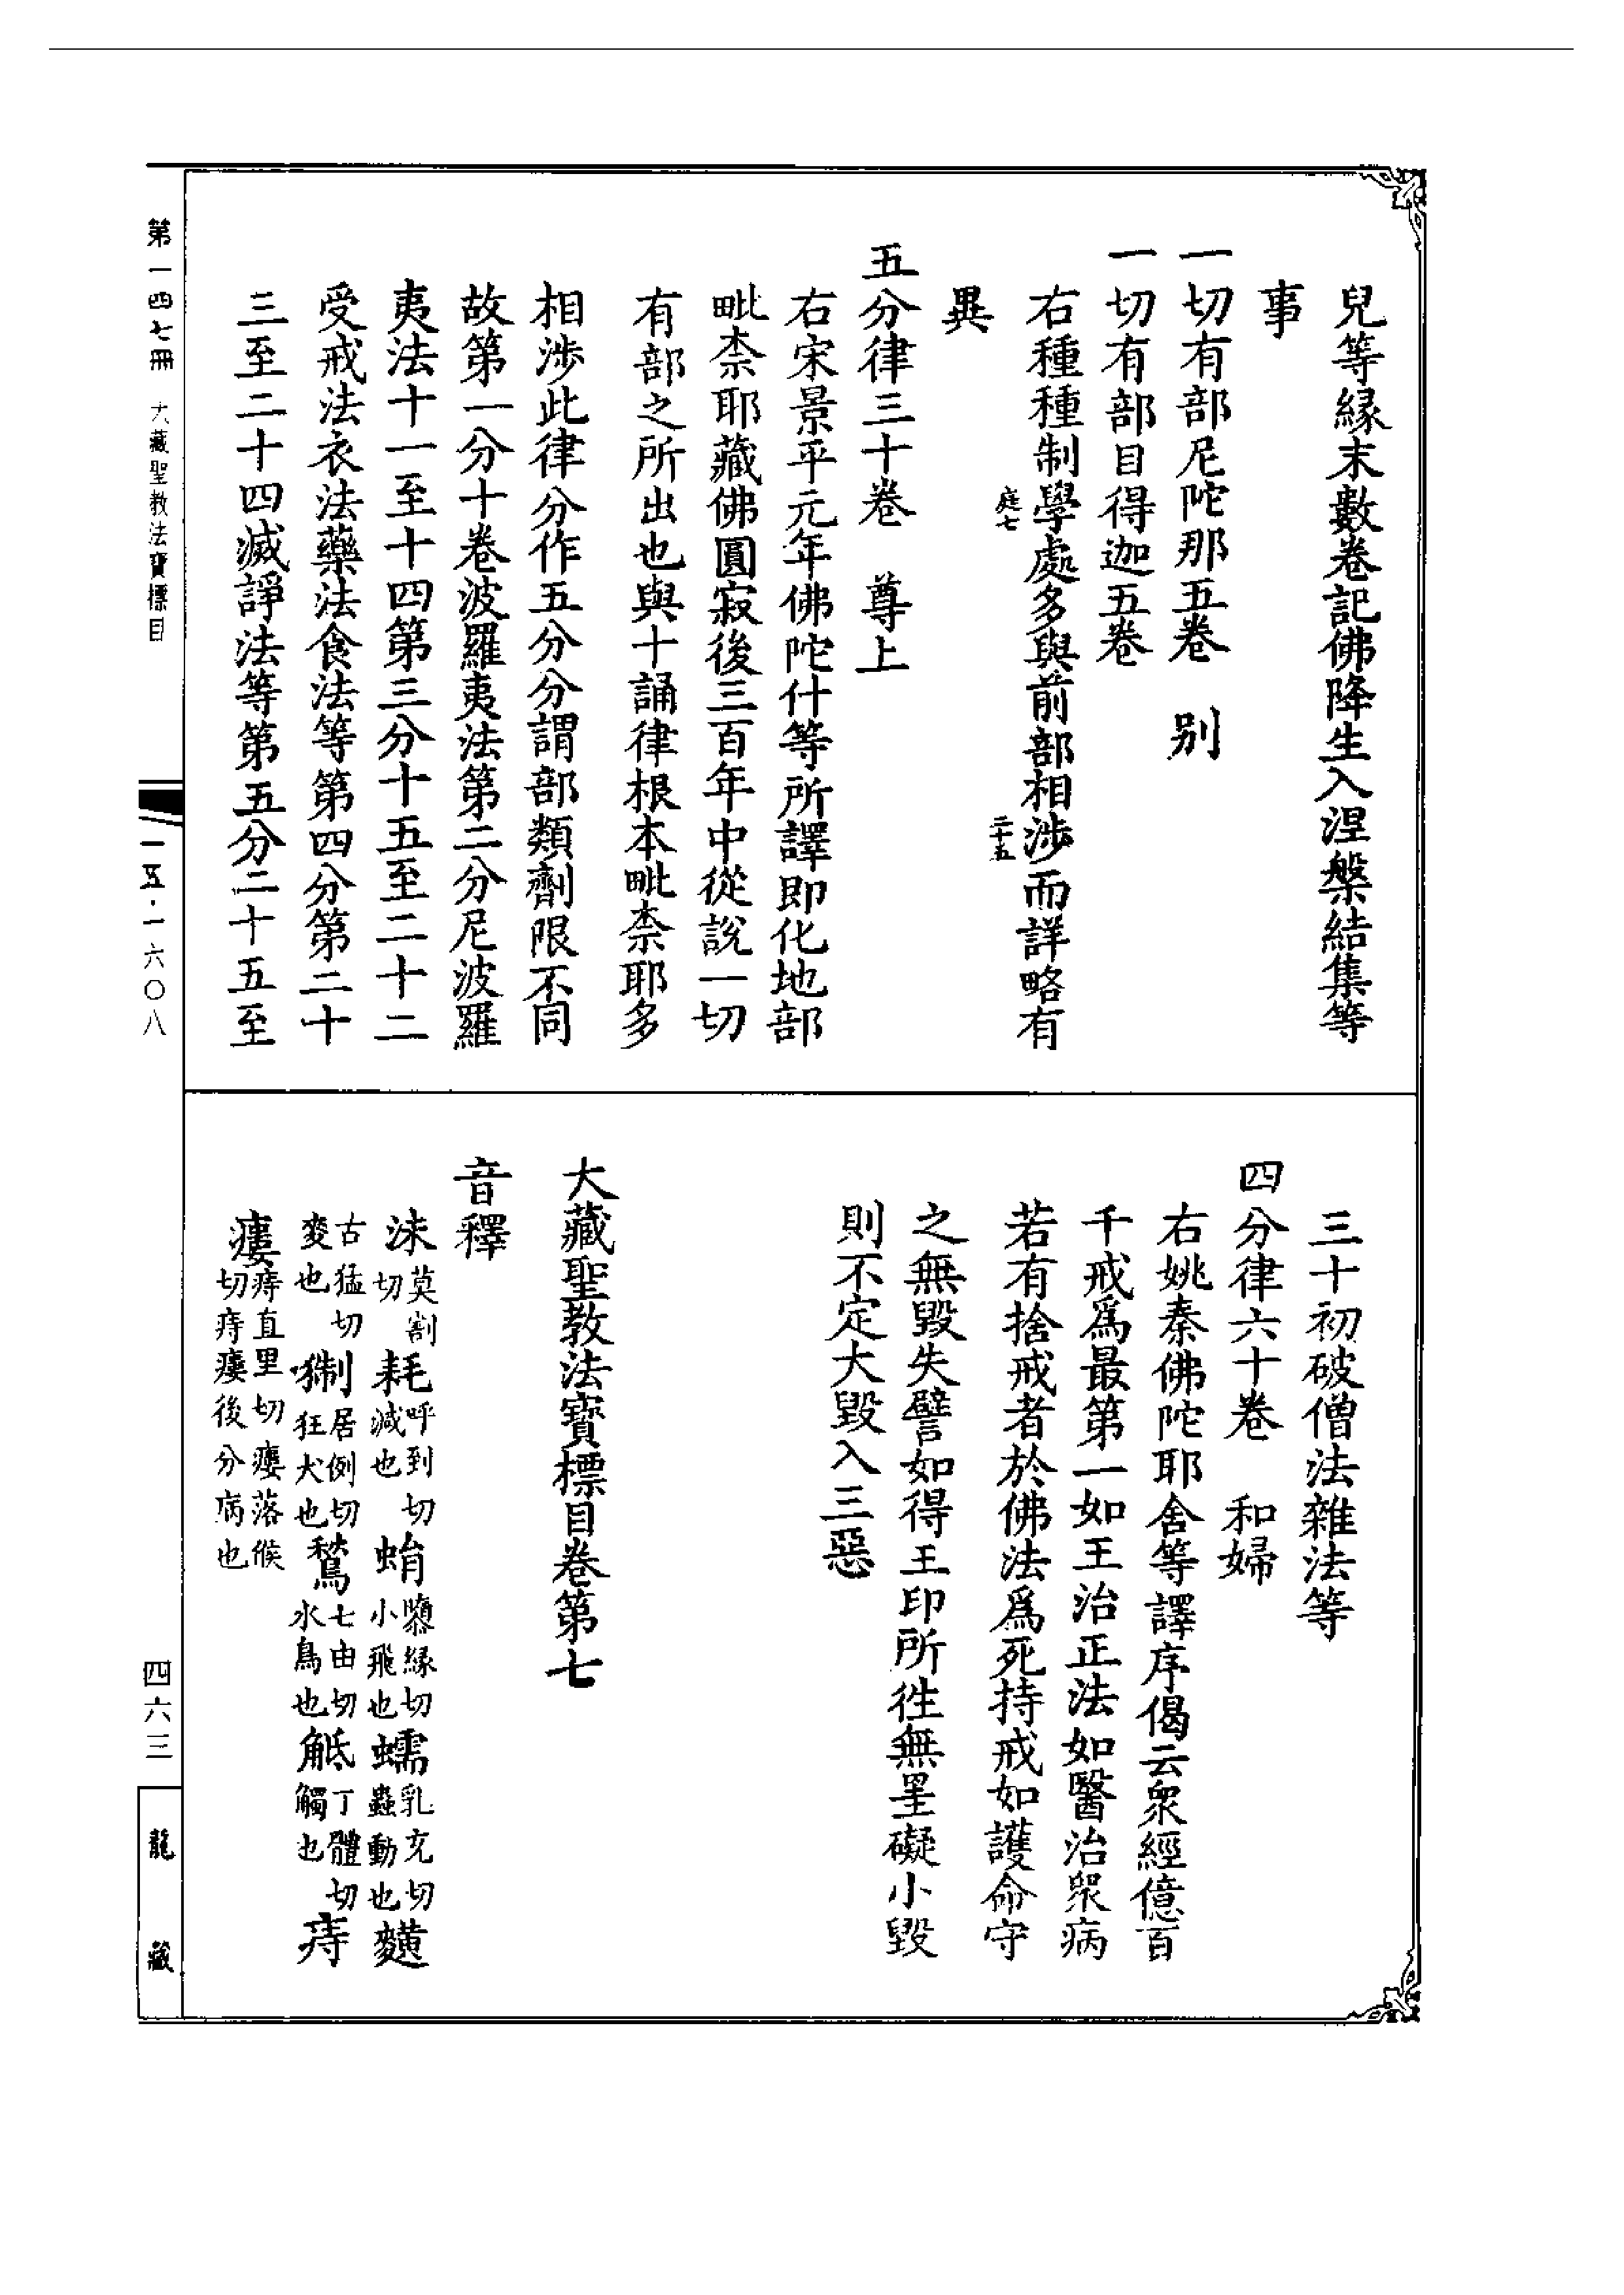 兒等緣末數卷記佛降生入涅槃結集等
事
一切有部尼陀那五卷　别
一切有部目得迦五卷
右種種制學處多與前部相涉而詳略有
庭七
二十五
異
五分律三十卷　尊上
右宋景平元年佛陀什等所譯即化地部
毗柰耶藏佛圓寂後三百年中從説一切
有部之所出也與十誦律根本毗柰耶多
相涉此律分作五分分謂部類劑限不同
故第一分十卷波羅夷法第二分尼波羅
夷法十一至十四第三分十五至二十二
受戒法衣法藥法食法等第四分第二十
三至二十四滅諍法等第五分二十五至
三十初破僧法雜法等
四分律六十卷　和婦
右姚秦佛陀耶舍等譯序偈云衆經億百
千戒爲最第一如王治正法如醫治衆病
若有捨戒者於佛法爲死持戒如護命守
之無毀失譬如得王印所徃無罣礙小毀
則不定大毀入三惡
大藏聖教法寶標目卷第七
音釋
沬莫割切　耗呼到切減也　蜎縣緣切小飛也　蠕乳兖切蟲動也　䵃
古猛切麥也　猘居例切狂犬也　鶖七由切水鳥也　觝丁體切觸也　痔
瘻痔直里切瘻落候切痔瘻後分病也
第一四七冊　大藏聖教法寶標目
一五·一六〇八
四六三
龍藏